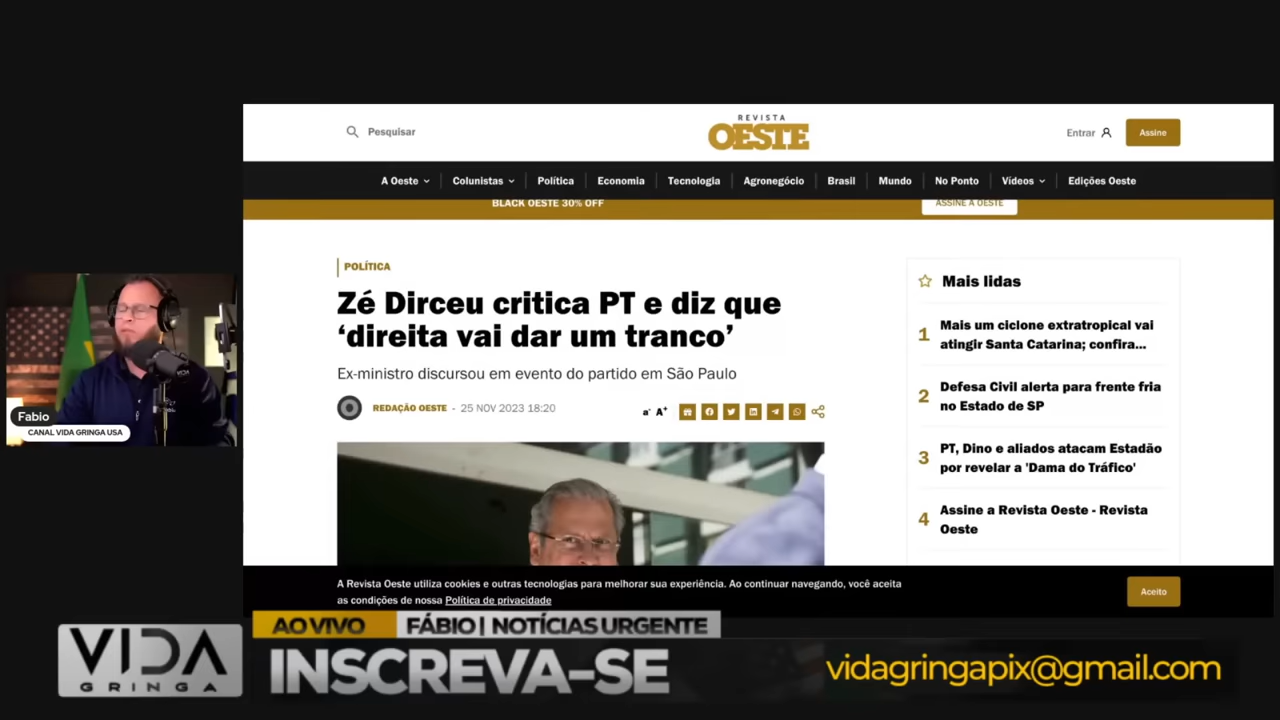 Pesquisar
REVISTA
OESTE
Entrar
Assine
A Oeste
Colunistas
Política
Economia
Tecnologia
Agronegócio
Brasil
Mundo
No Ponto
Vídeos
Edições Oeste
BLACK OESTE 30% OFF
ASSINE A OESTE
POLÍTICA
Zé Dirceu critica PT e diz que
‘direita vai dar um tranco’
Ex-ministro discursou em evento do partido em São Paulo
REDAÇÃO OESTE - 25 NOV 2023 18:20
a- A+
Mais lidas
1 Mais um ciclone extratropical vai
atingir Santa Catarina; confira...
2 Defesa Civil alerta para frente fria
no Estado de SP
3 PT, Dino e aliados atacam Estadão
por revelar a 'Dama do Tráfico'
4 Assine a Revista Oeste - Revista
Oeste
Fabio
CANAL VIDA GRINGA USA
A Revista Oeste utiliza cookies e outras tecnologias para melhorar sua experiência. Ao continuar navegando, você aceita
as condições de nossa Política de privacidade
Aceito
AO VIVO
FÁBIO | NOTÍCIAS URGENTE
VIDA
GRINGA
INSCREVA-SE
vidagringapix@gmail.com